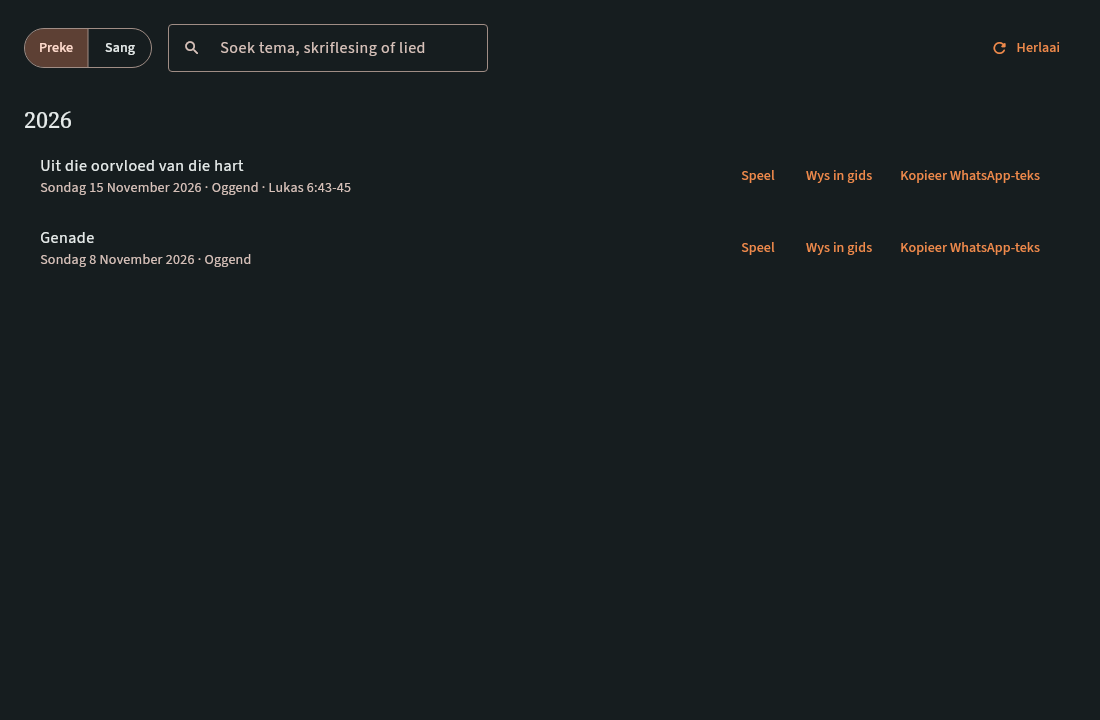 Preke Sang Soek tema, skriflesing of lied Herlaai
2026
Uit die oorvloed van die hart
Sondag 15 November 2026 · Oggend · Lukas 6:43-45
Speel Wys in gids Kopieer WhatsApp-teks
Genade
Sondag 8 November 2026 · Oggend
Speel Wys in gids Kopieer WhatsApp-teks